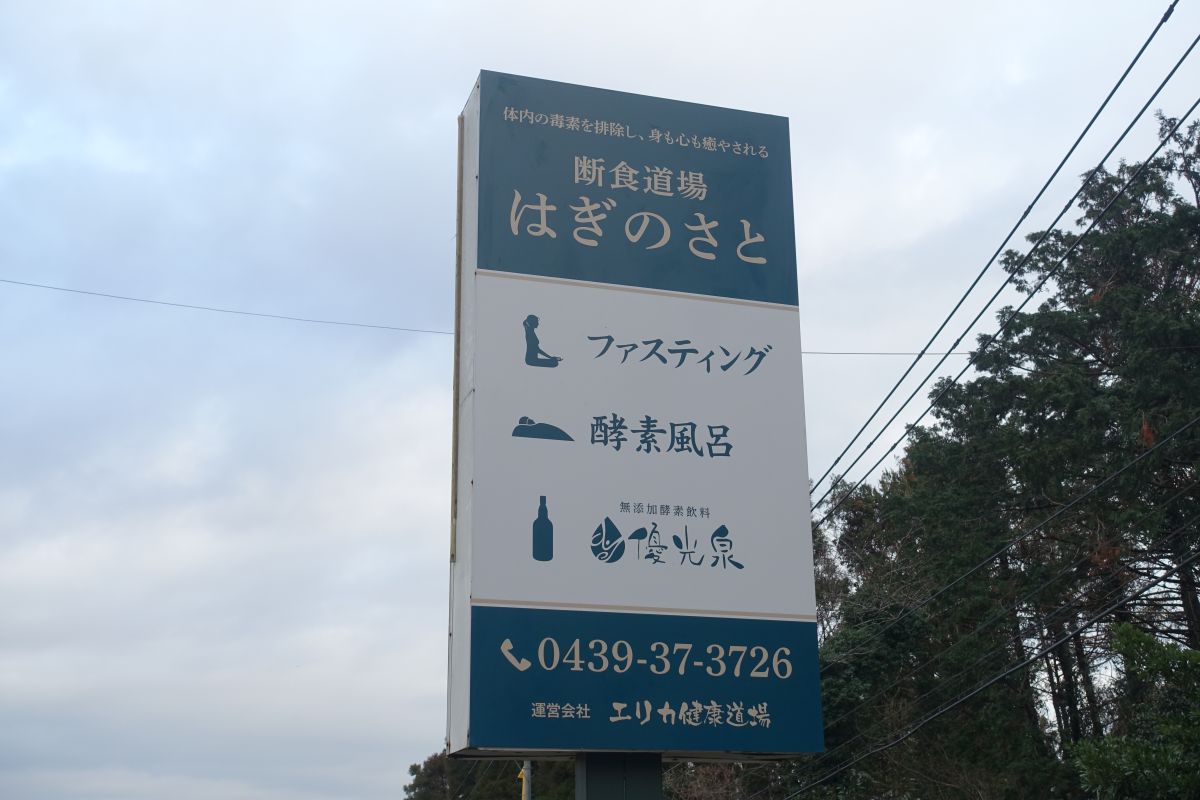 体内の毒素を排除し、身も心も癒やされる
断食道場
はぎのさと
ファスティング
酵素風呂
無添加酵素飲料
優光泉
0439-37-3726
運営会社 エリカ健康道場